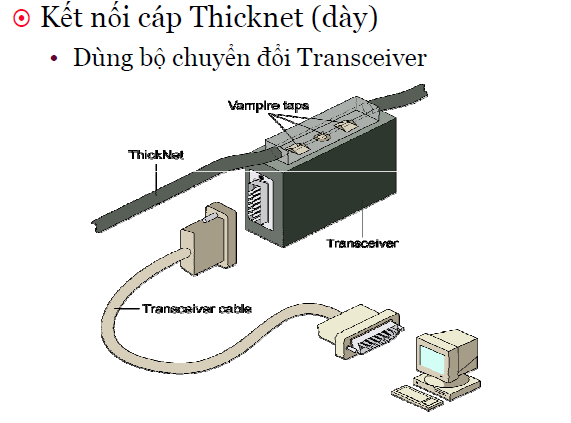 Kết nối cáp Thicknet (dày)
Dùng bộ chuyển đổi Transceiver
Vampire taps
ThickNet
Transceiver
Transceiver cable